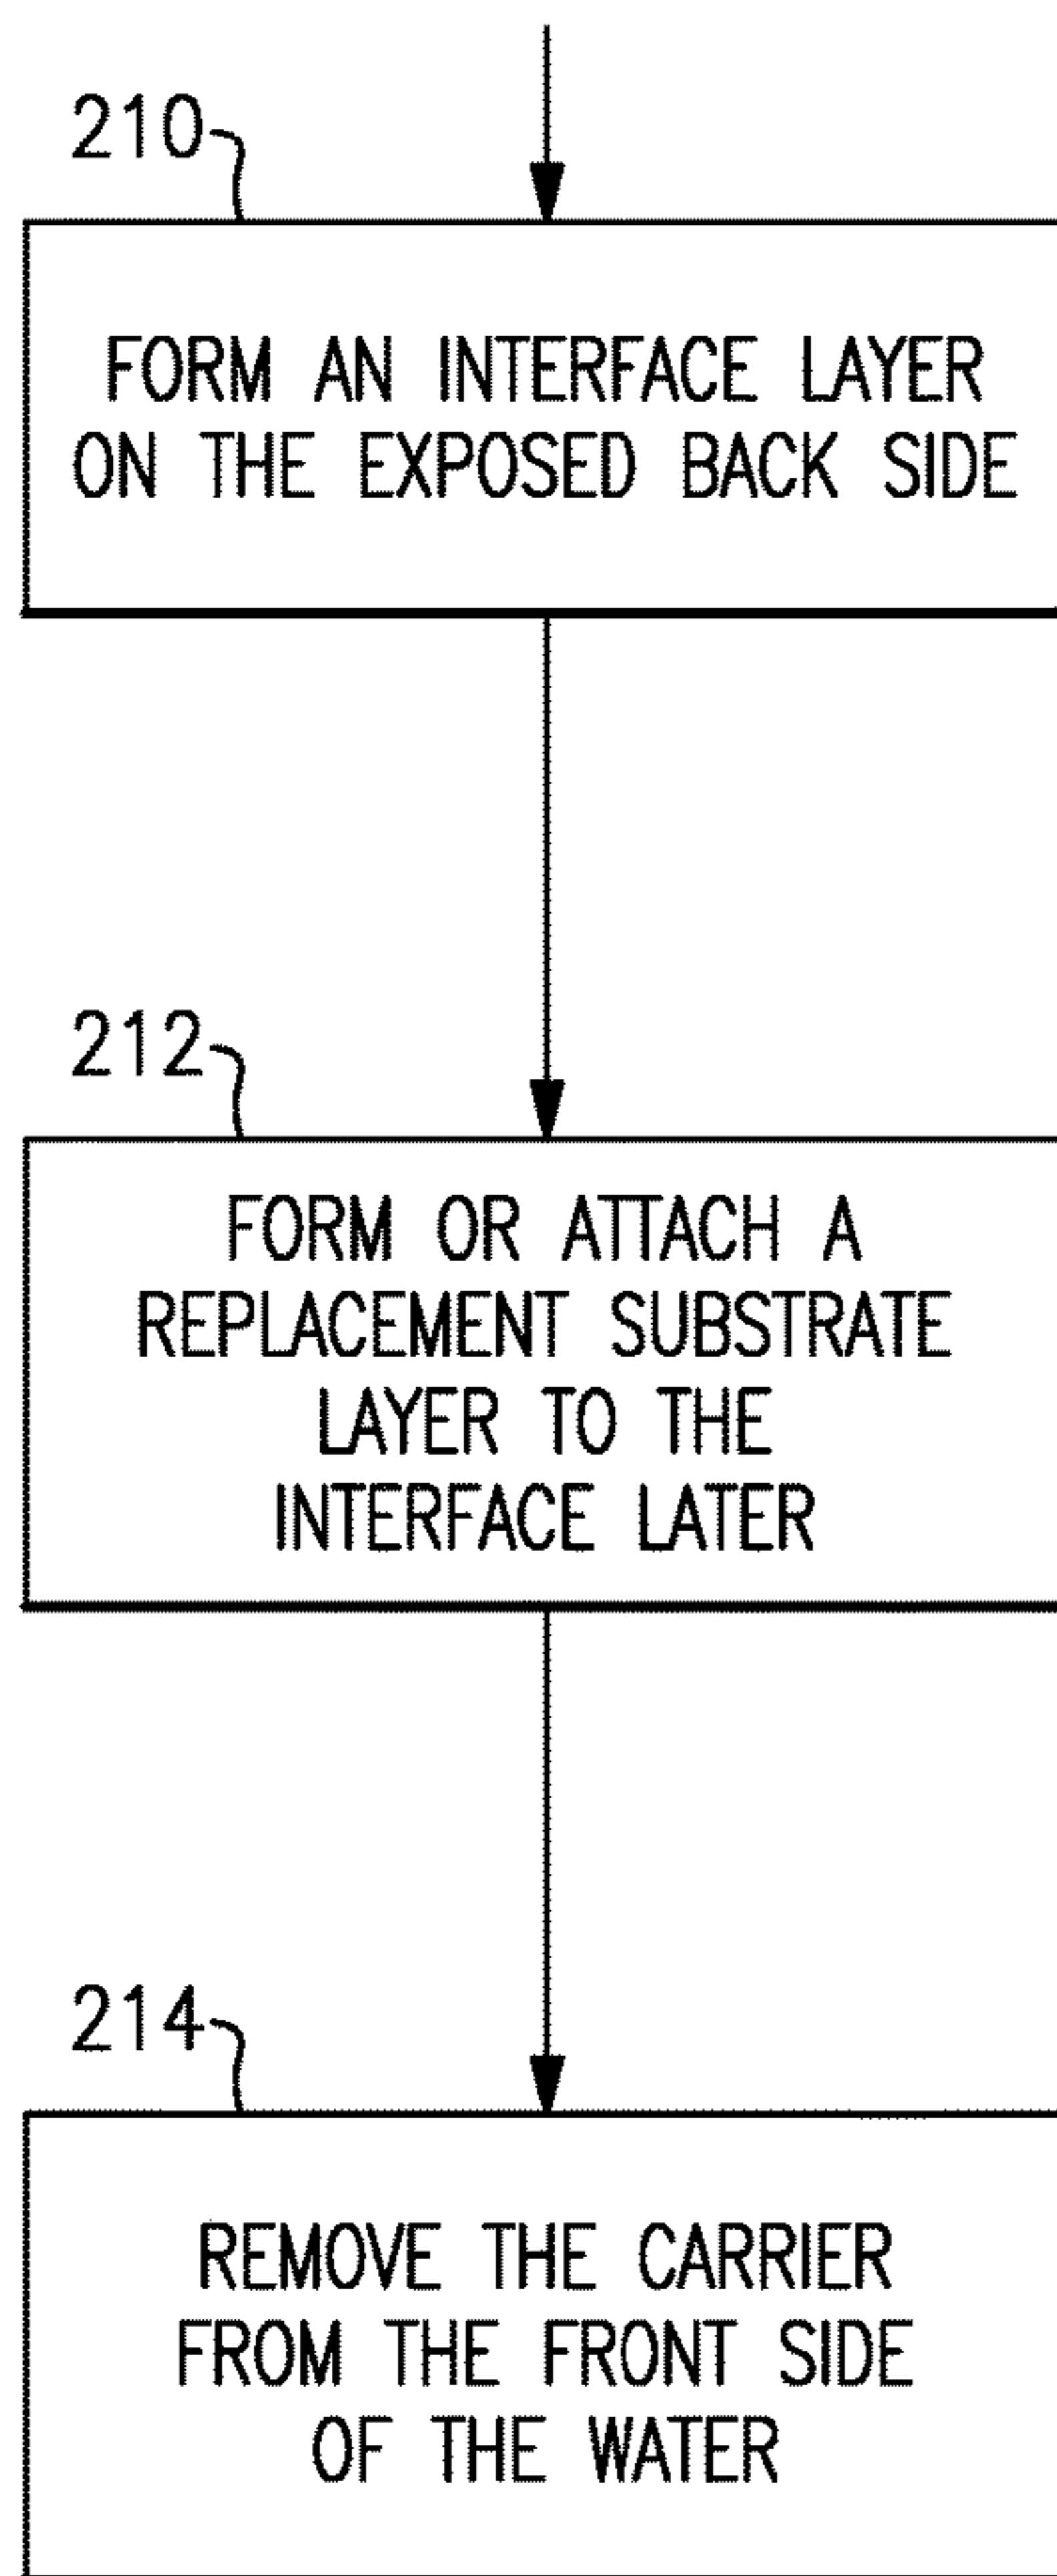 210
FORM AN INTERFACE LAYER
ON THE EXPOSED BACK SIDE
212
FORM OR ATTACH A
REPLACEMENT SUBSTRATE
LAYER TO THE
INTERFACE LATER
214
REMOVE THE CARRIER
FROM THE FRONT SIDE
OF THE WATER